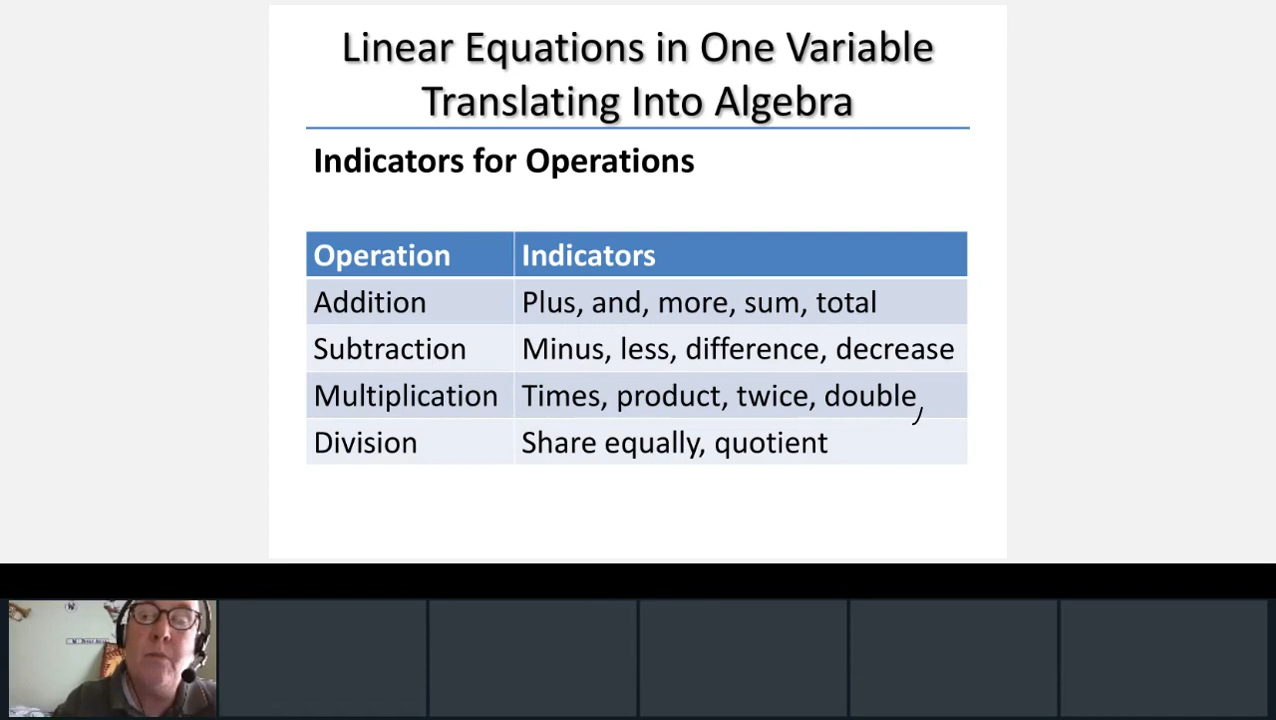 Linear Equations in One Variable
Translating Into Algebra
Indicators for Operations
Operation Indicators
Addition Plus, and, more, sum, total
Subtraction Minus, less, difference, decrease
Multiplication Times, product, twice, double,
Division Share equally, quotient